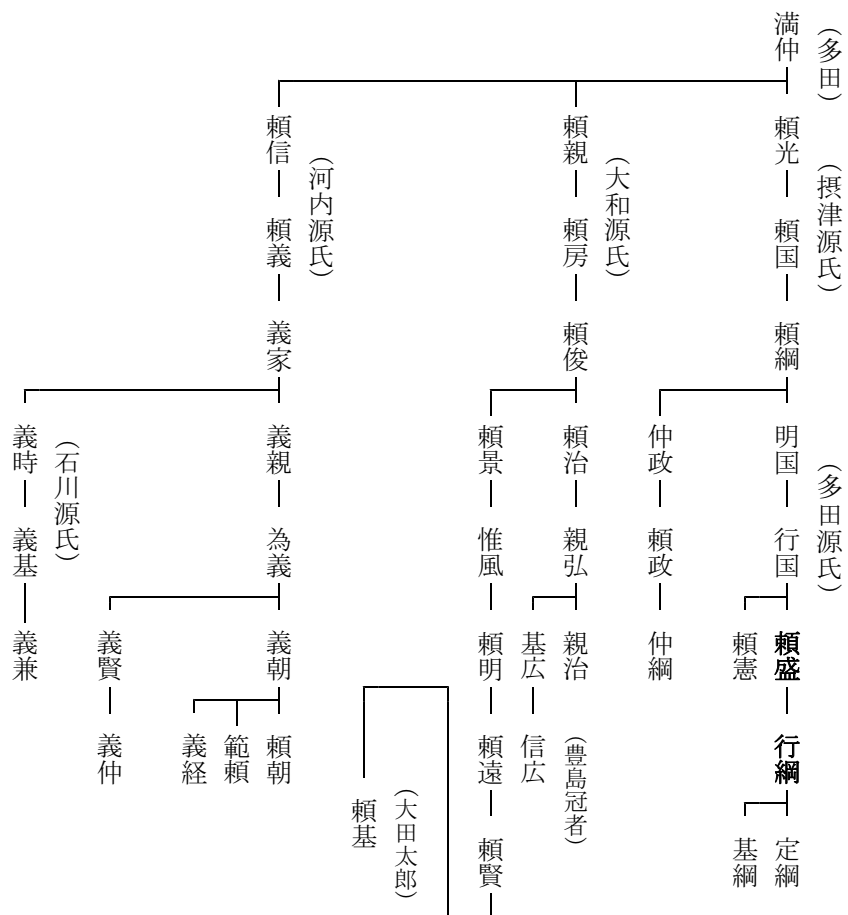 （多田）
満仲
（摂津源氏）
頼光
頼国
頼綱
（多田源氏）
明国
行国
頼盛
行綱
定綱
基綱
頼憲
仲政
頼政
仲綱
（大和源氏）
頼親
頼房
頼俊
頼治
親弘
親治
（豊島冠者）
基広
信広
頼景
惟風
頼明
頼遠
頼賢
（大田太郎）
頼基
（河内源氏）
頼信
頼義
義家
義親
為義
義朝
頼朝
範頼
義経
義賢
義仲
（石川源氏）
義時
義基
義兼